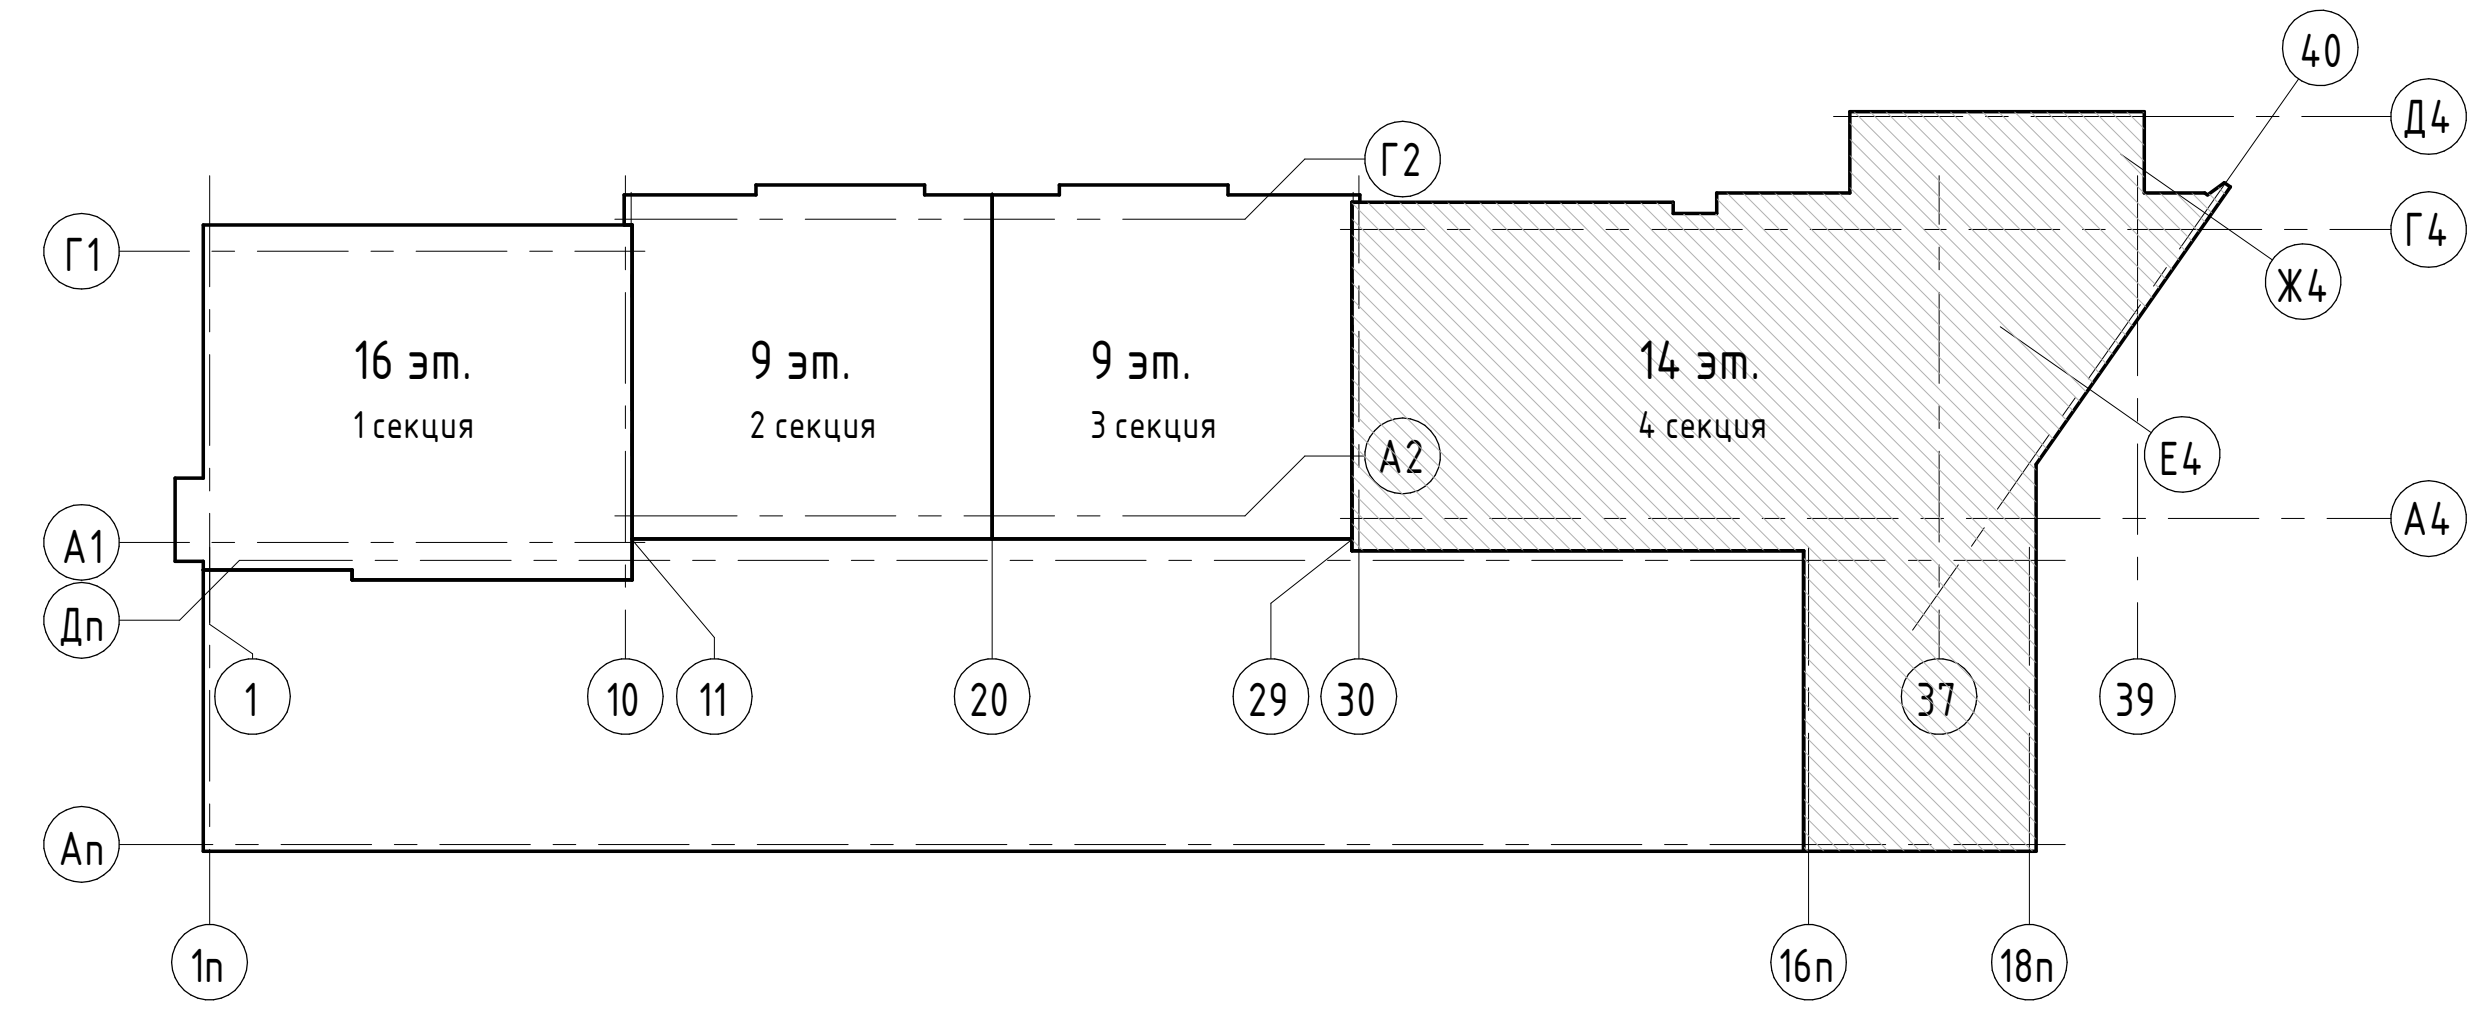 40
Д4
Г2
Г4
Г1
Ж4
16 эт.
9 эт.
9 эт.
14 эт.
1 секция
2 секция
3 секция
4 секция
А2
Е4
А1
А4
Дп
1
10
11
20
29
30
37
39
Ап
1п
16п
18п